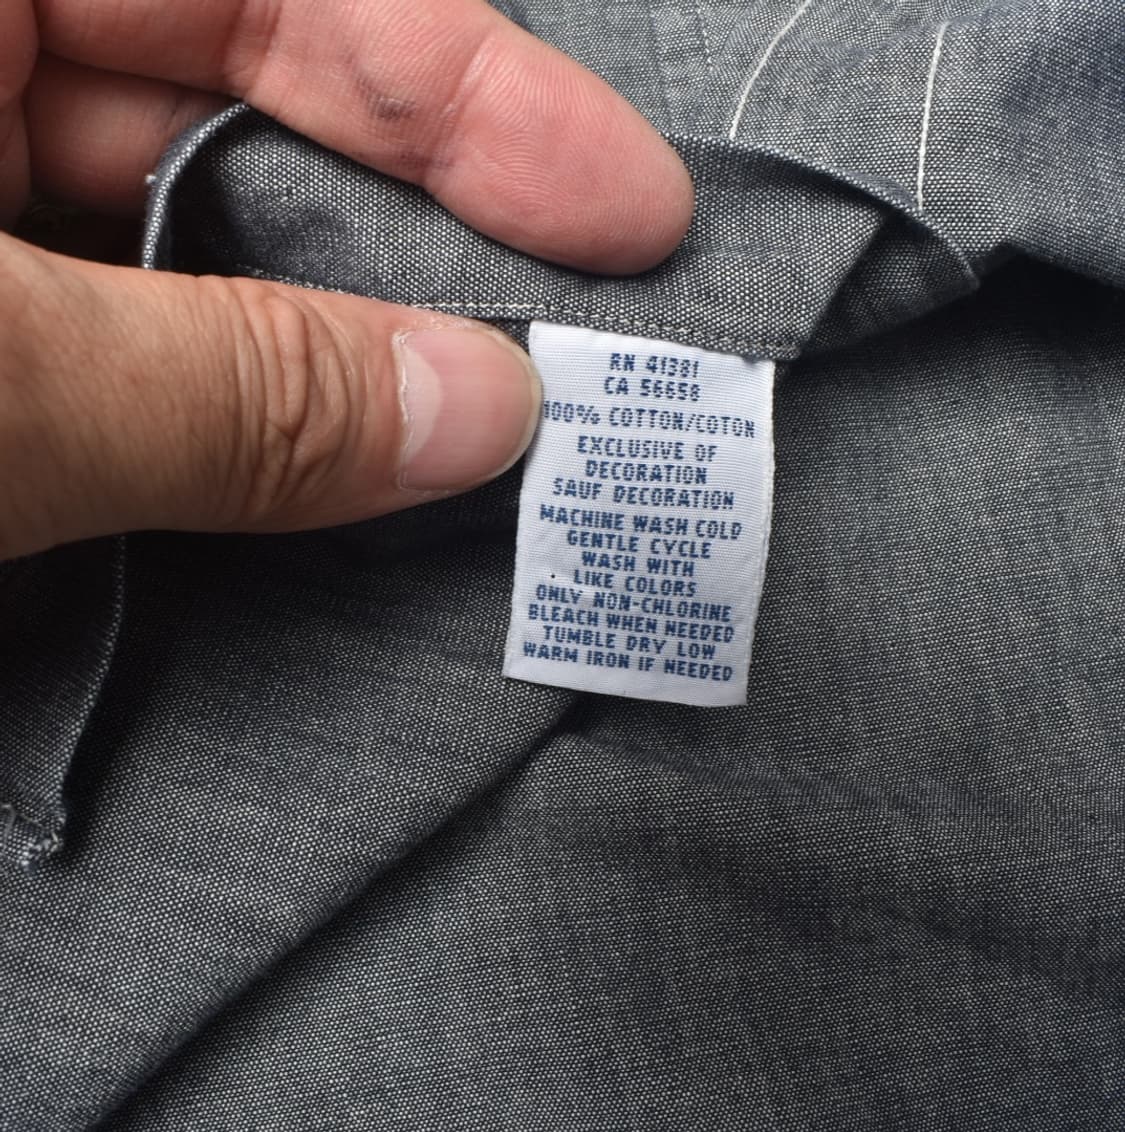 RN 41381
CA 56658
100% COTTON/COTON
EXCLUSIVE OF
DECORATION
SAUF DECORATION
MACHINE WASH COLD
GENTLE CYCLE
WASH WITH
LIKE COLORS
ONLY NON-CHLORINE
BLEACH WHEN NEEDED
TUMBLE DRY LOW
WARM IRON IF NEEDED